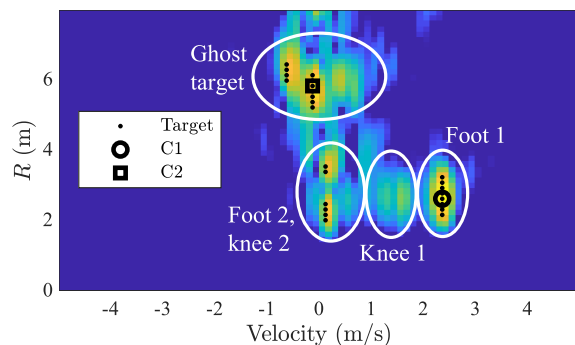 Ghost
target
6
R (m)
Target
C1
C2
4
Foot 1
2
Foot 2,
knee 2
Knee 1
0
-4
-3
-2
-1
0
1
2
3
4
Velocity (m/s)